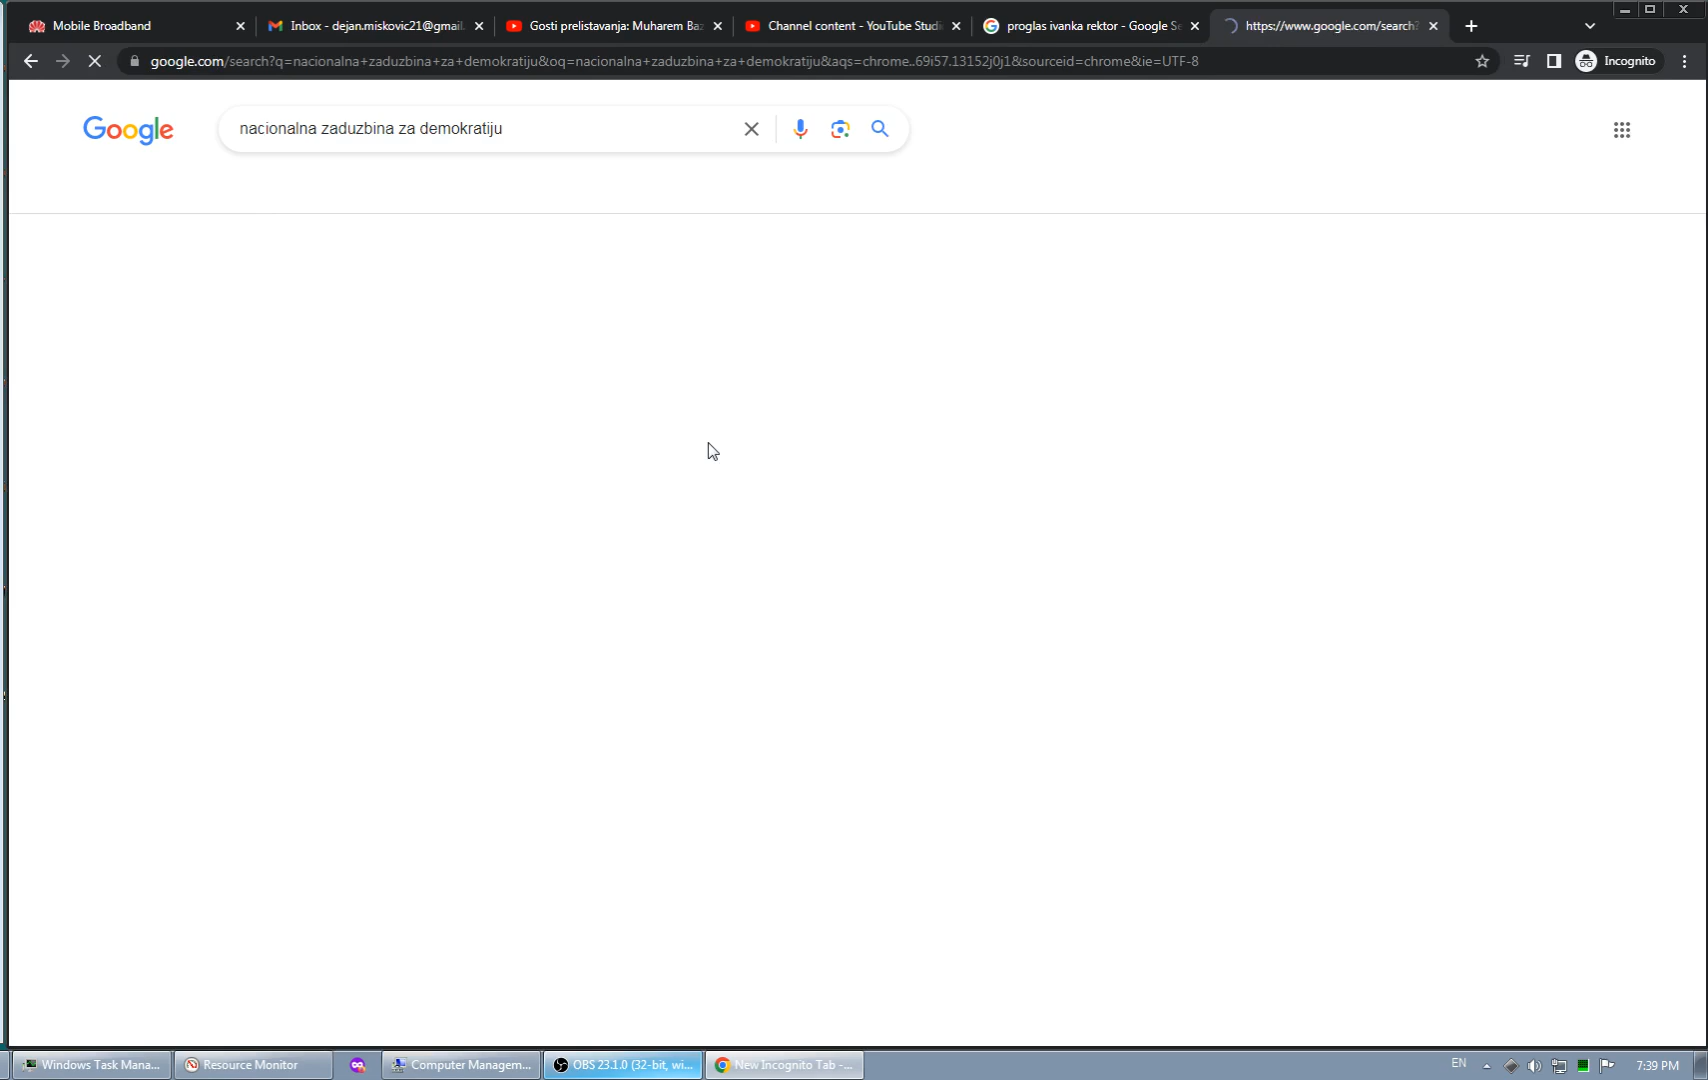 Mobile Broadband
Inbox - dejan.miskovic21@gmail.
Gosti prelistavanja: Muharem Baz
Channel content - YouTube Studi
proglas ivanka rektor - Google Se
https://www.google.com/search?
google.com/search?q=nacionalna+zaduzbina+za+demokratiju&oq=nacionalna+zaduzbina+za+demokratiju&aqs=chrome..69i57.13152j0j1&sourceid=chrome&ie=UTF-8
Incognito
Google
nacionalna zaduzbina za demokratiju
Windows Task Mana...
Resource Monitor
Computer Managem...
OBS 23.1.0 (32-bit, wi...
New Incognito Tab -...
EN
7:39 PM